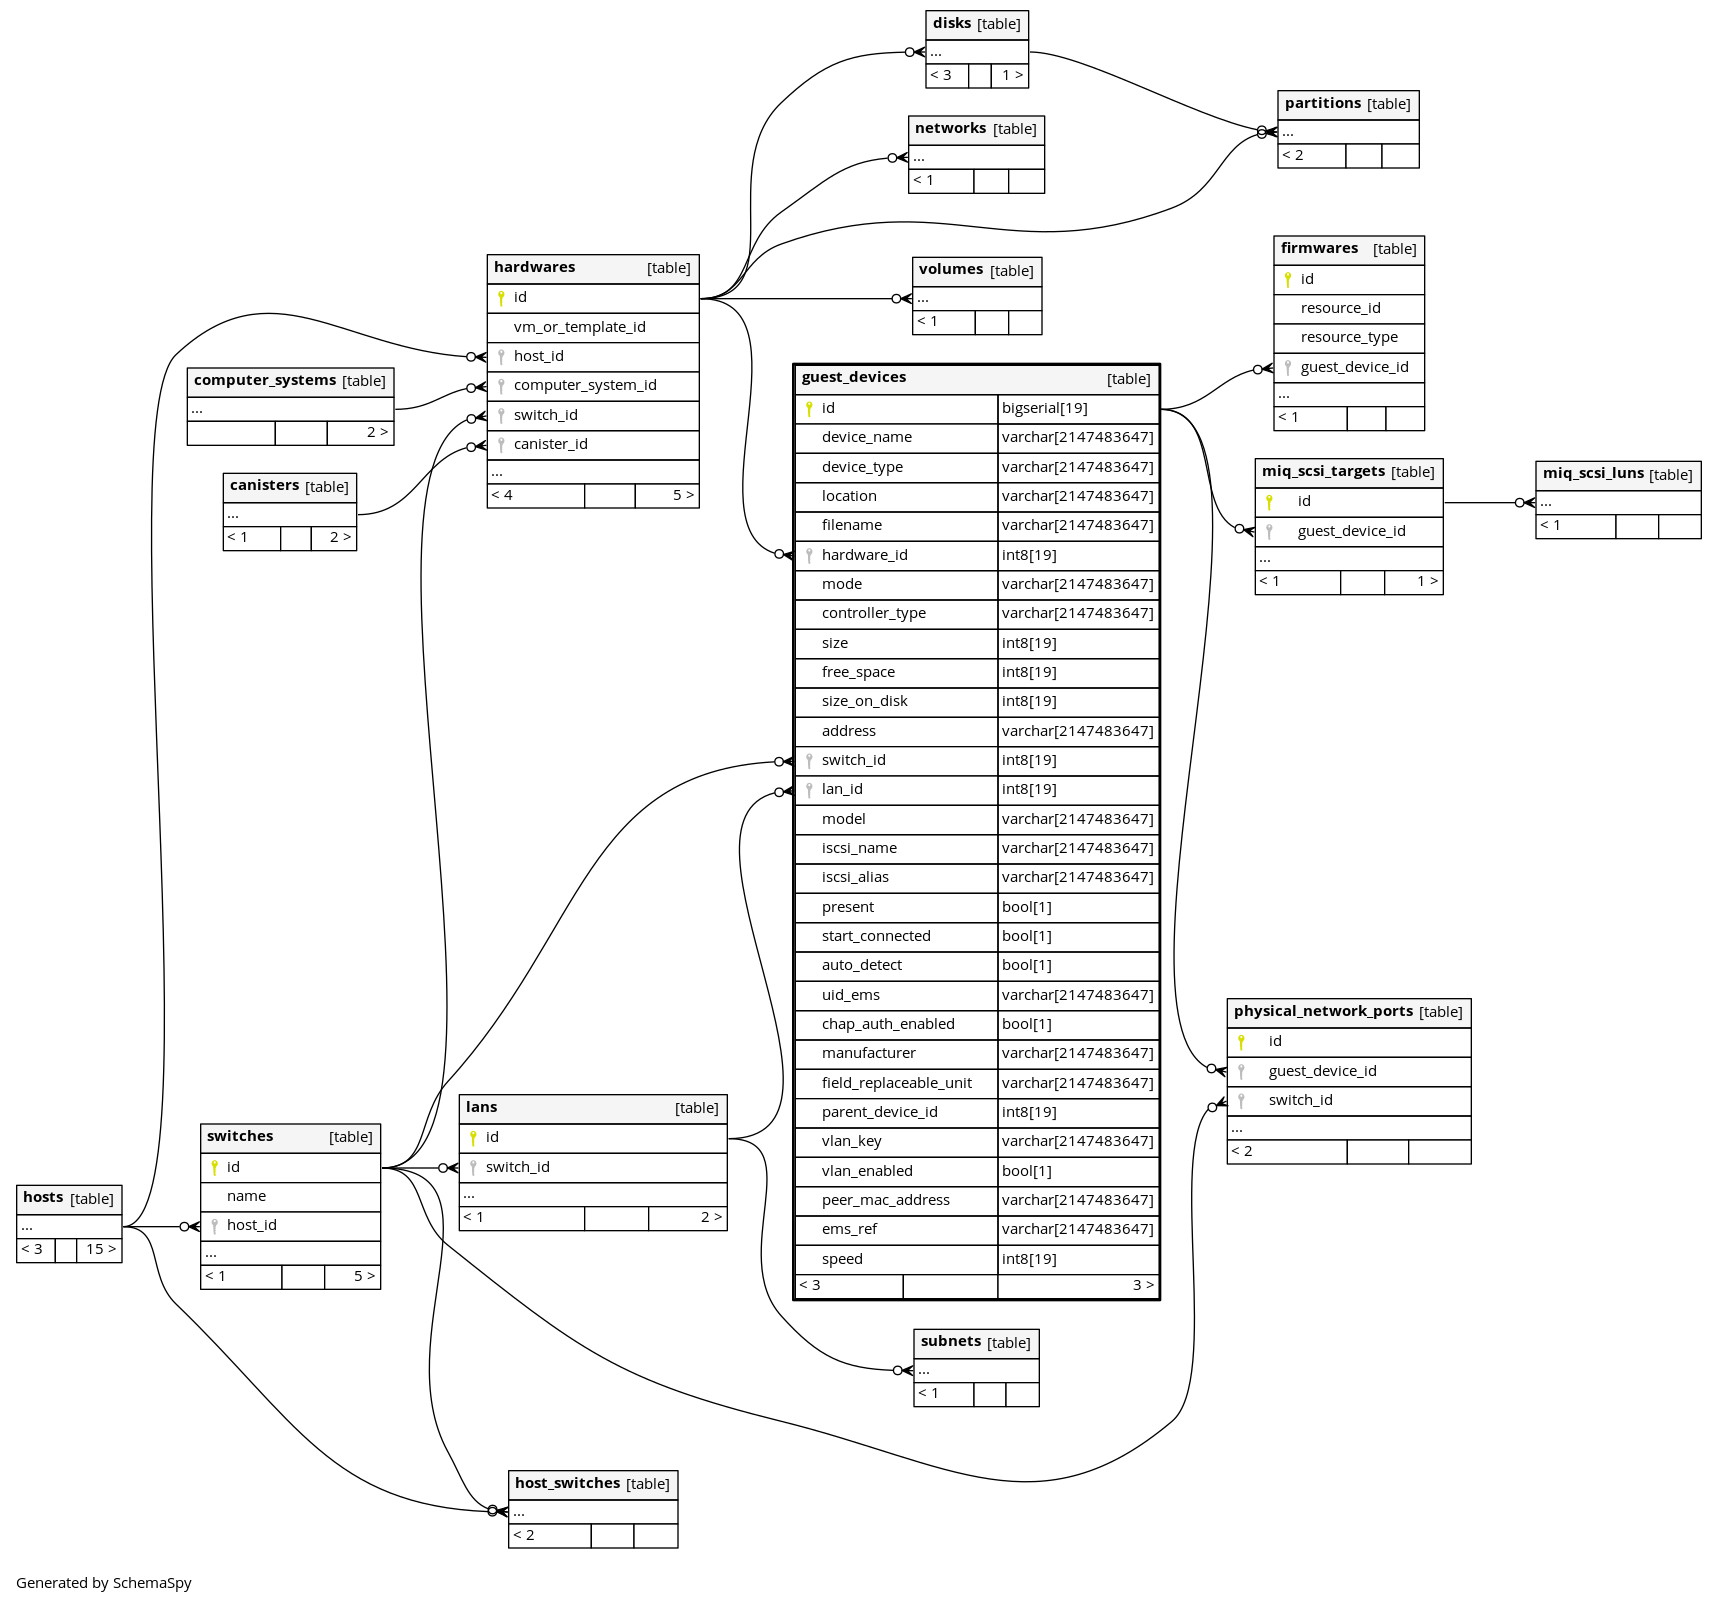 disks [table]
...
< 3 1 >
networks [table]
...
< 1
partitions [table]
...
< 2
hardwares [table]
id
vm_or_template_id
host_id
computer_system_id
switch_id
canister_id
...
< 4 5 >
volumes [table]
...
< 1
firmwares [table]
id
resource_id
resource_type
guest_device_id
...
< 1
computer_systems [table]
...
2 >
canisters [table]
...
< 1 2 >
guest_devices [table]
id bigserial[19]
device_name varchar[2147483647]
device_type varchar[2147483647]
location varchar[2147483647]
filename varchar[2147483647]
hardware_id int8[19]
mode varchar[2147483647]
controller_type varchar[2147483647]
size int8[19]
free_space int8[19]
size_on_disk int8[19]
address varchar[2147483647]
switch_id int8[19]
lan_id int8[19]
model varchar[2147483647]
iscsi_name varchar[2147483647]
iscsi_alias varchar[2147483647]
present bool[1]
start_connected bool[1]
auto_detect bool[1]
uid_ems varchar[2147483647]
chap_auth_enabled bool[1]
manufacturer varchar[2147483647]
field_replaceable_unit varchar[2147483647]
parent_device_id int8[19]
vlan_key varchar[2147483647]
vlan_enabled bool[1]
peer_mac_address varchar[2147483647]
ems_ref varchar[2147483647]
speed int8[19]
< 3 3 >
miq_scsi_targets [table]
id
guest_device_id
...
< 1 1 >
miq_scsi_luns [table]
...
< 1
physical_network_ports [table]
id
guest_device_id
switch_id
...
< 2
lans [table]
id
switch_id
...
< 1 2 >
switches [table]
id
name
host_id
...
< 1 5 >
hosts [table]
...
< 3 15 >
subnets [table]
...
< 1
host_switches [table]
...
< 2
Generated by SchemaSpy